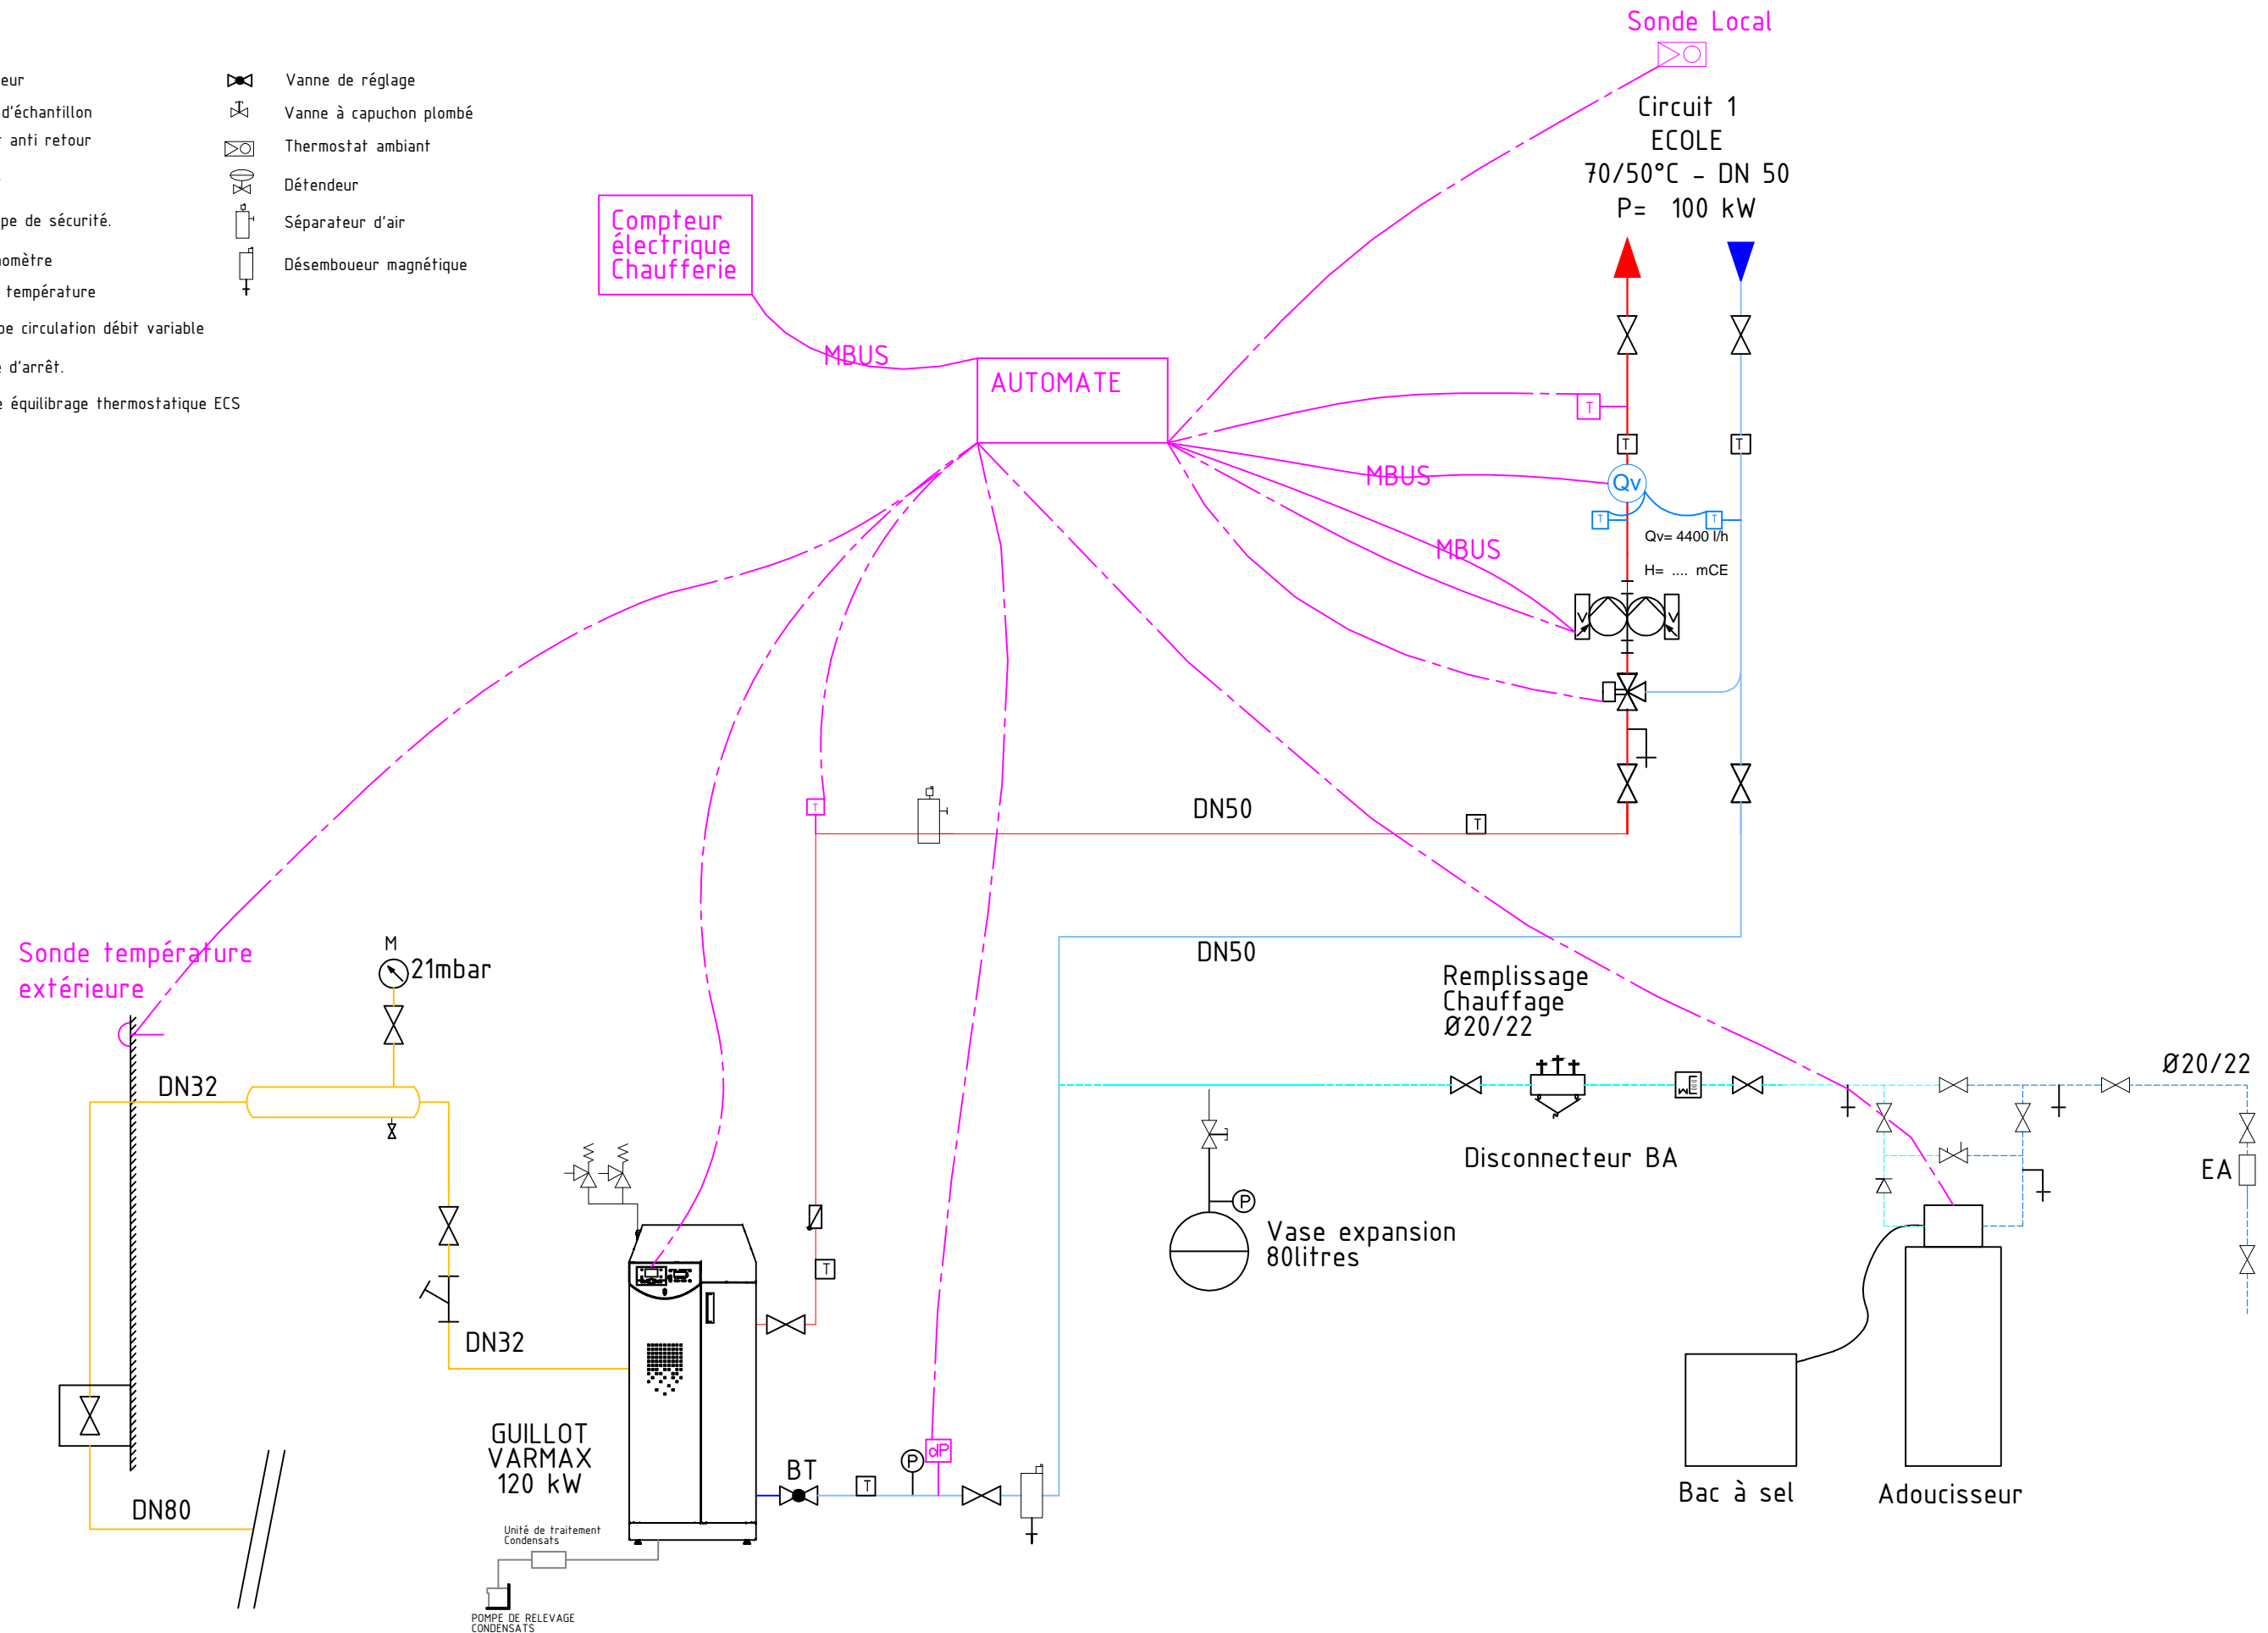 Sonde Local
eur
d'échantillon
anti retour
pe de sécurité.
omètre
température
pe circulation débit variable
e d'arrêt.
e équilibrage thermostatique ECS
Vanne de réglage
Vanne à capuchon plombé
Thermostat ambiant
Détendeur
Séparateur d'air
Désemboueur magnétique
Circuit 1
ECOLE
70/50°C - DN 50
P= 100 kW
Compteur
électrique
Chaufferie
MBUS
AUTOMATE
T
T
T
MBUS
Qv
T
T
Qv= 4400 l/h
MBUS
H= .... mCE
V
V
T
DN50
T
DN50
Sonde température
extérieure
M
21mbar
DN32
Remplissage
Chauffage
Ø20/22
Ø20/22
Disconnecteur BA
EA
P
Vase expansion
80litres
T
DN32
GUILLOT
VARMAX
120 kW
BT
T
P
dP
Bac à sel
Adoucisseur
DN80
Unité de traitement
Condensats
POMPE DE RELEVAGE
CONDENSATS